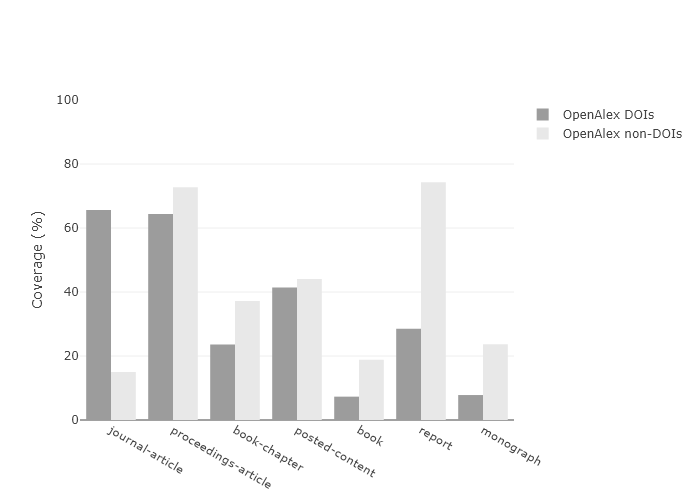 100
80
60
40
20
0
Coverage (%)
journal-article
proceedings-article
book-chapter
posted-content
book
report
monograph
OpenAlex DOIs
OpenAlex non-DOIs